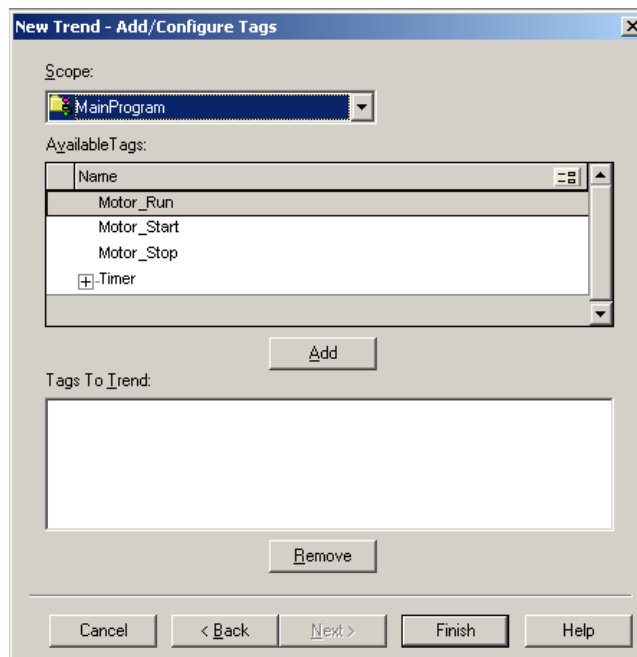 New Trend - Add/Configure Tags
Scope:
MainProgram
AvailableTags:
Name
Motor_Run
Motor_Start
Motor_Stop
Timer
Add
Tags To Trend:
Remove
Cancel < Back Next > Finish Help